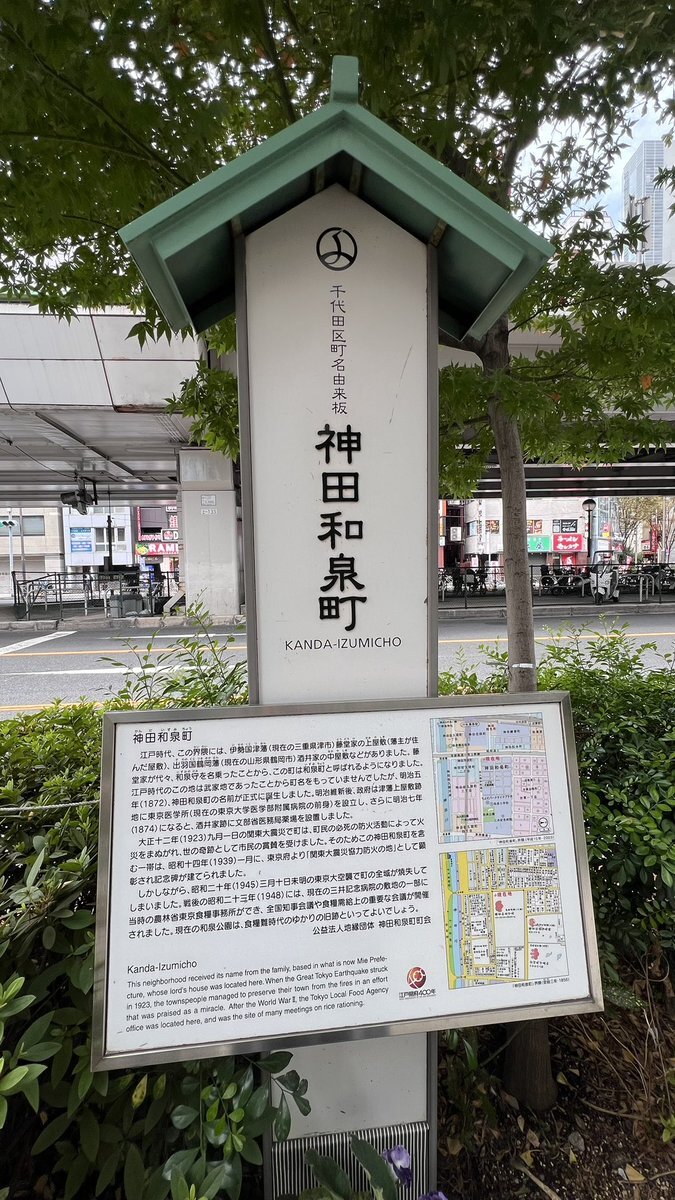 千代田区町名由来板
神田和泉町
KANDA-IZUMICHO
神田和泉町
江戸時代、この界隈には、伊勢国津藩(現在の三重県津市)藤堂家の上屋敷(藩主が住
んだ屋敷)、出羽国鶴岡藩(現在の山形県鶴岡市)酒井家の中屋敷などがありました。藤
堂家が代々、和泉守を名乗ったことから、この町は和泉町と呼ばれるようになりました。
江戸時代のこの地は武家地であったことから町名をもっていませんでしたが、明治五
年(1872)、神田和泉町の名前が正式に誕生しました。明治維新後、政府は津藩上屋敷跡
地に東京医学所(現在の東京大学医学部附属病院の前身)を設立し、さらに明治七年
(1874)になると、酒井家跡に文部省医務局薬場を設置しました。
大正十二年(1923)九月一日の関東大震災では、町民の必死の防火活動によって火
災をまぬがれ、世の奇跡として市民の賞賛を受けました。そのためこの神田和泉町を含
む一帯は、昭和十四年(1939)一月に、東京府より「関東大震災協力防火の地」として顕
彰され記念碑が建てられました。
しかしながら、昭和二十年(1945)三月十日未明の東京大空襲で町の全域が焼失して
しまいました。戦後の昭和二十三年(1948)には、現在の三井記念病院の敷地の一部に
当時の農林省東京食糧事務所ができ、全国知事会議や食糧需給上の重要な会議が開催
されました。現在の和泉公園は、食糧難時代のゆかりの旧跡といってよいでしょう。
公益法人地縁団体 神田和泉町町会
Kanda-Izumicho
This neighborhood received its name from the family, based in what is now Mie Prefe-
cture, whose lord's house was located here. When the Great Tokyo Earthquake struck
in 1923, the townspeople managed to preserve their town from the fires in an effort
that was praised as a miracle. After the World War II, the Tokyo Local Food Agency
office was located here, and was the site of many meetings on rice rationing.
江戸開府400年